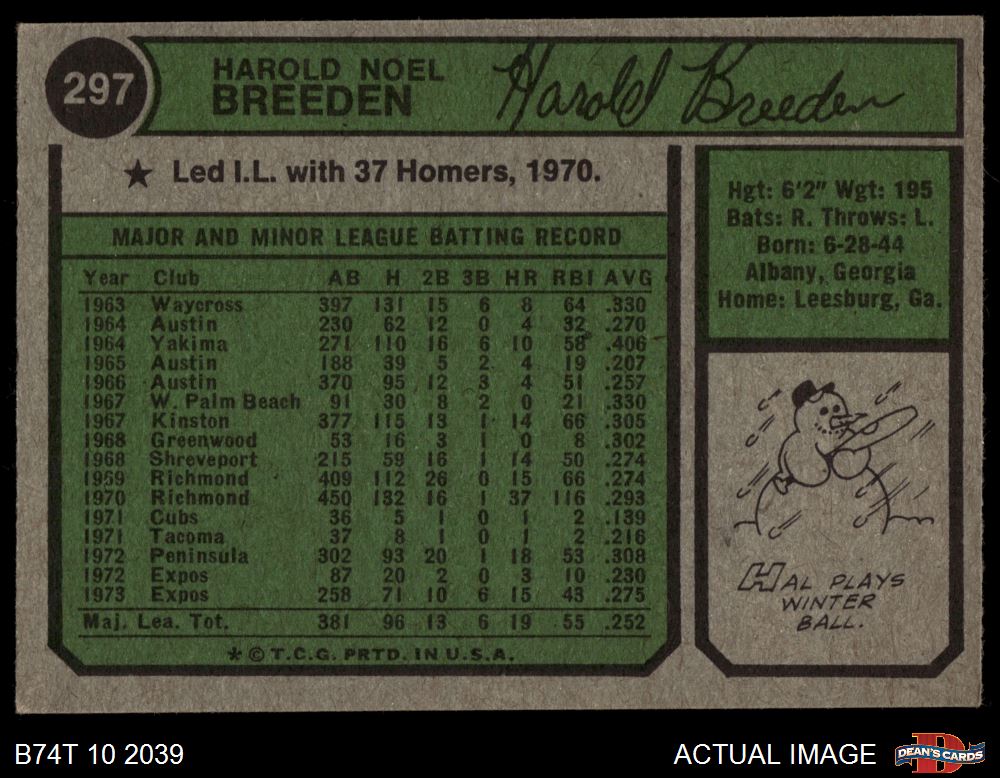 297
HAROLD NOEL
BREEDEN
Harold Breeden
★ Led I.L. with 37 Homers, 1970.
MAJOR AND MINOR LEAGUE BATTING RECORD
Year Club AB H 2B 3B HR RBI AVG
1963 Waycross 397 131 15 6 8 64 .330
1964 Austin 230 62 12 0 4 32 .270
1964 Yakima 271 110 16 6 10 58 .406
1965 Austin 188 39 5 2 4 19 .207
1966 Austin 370 95 12 3 4 51 .257
1967 W. Palm Beach 91 30 8 2 0 21 .330
1967 Kinston 377 115 13 1 14 66 .305
1968 Greenwood 53 16 3 1 0 8 .302
1968 Shreveport 215 59 16 1 14 50 .274
1959 Richmond 409 112 26 0 15 66 .274
1970 Richmond 450 132 16 1 37 116 .293
1971 Cubs 36 5 1 0 1 2 .139
1971 Tacoma 37 8 1 0 1 2 .216
1972 Peninsula 302 93 20 1 18 53 .308
1972 Expos 87 20 2 0 3 10 .230
1973 Expos 258 71 10 6 15 43 .275
Maj. Lea. Tot. 381 96 13 6 19 55 .252
* © T.C.G. PRTD. IN U.S.A.
Hgt: 6'2" Wgt: 195
Bats: R. Throws: L.
Born: 6-28-44
Albany, Georgia
Home: Leesburg, Ga.
HAL PLAYS
WINTER
BALL.
B74T 10 2039
ACTUAL IMAGE
DEAN'S CARDS